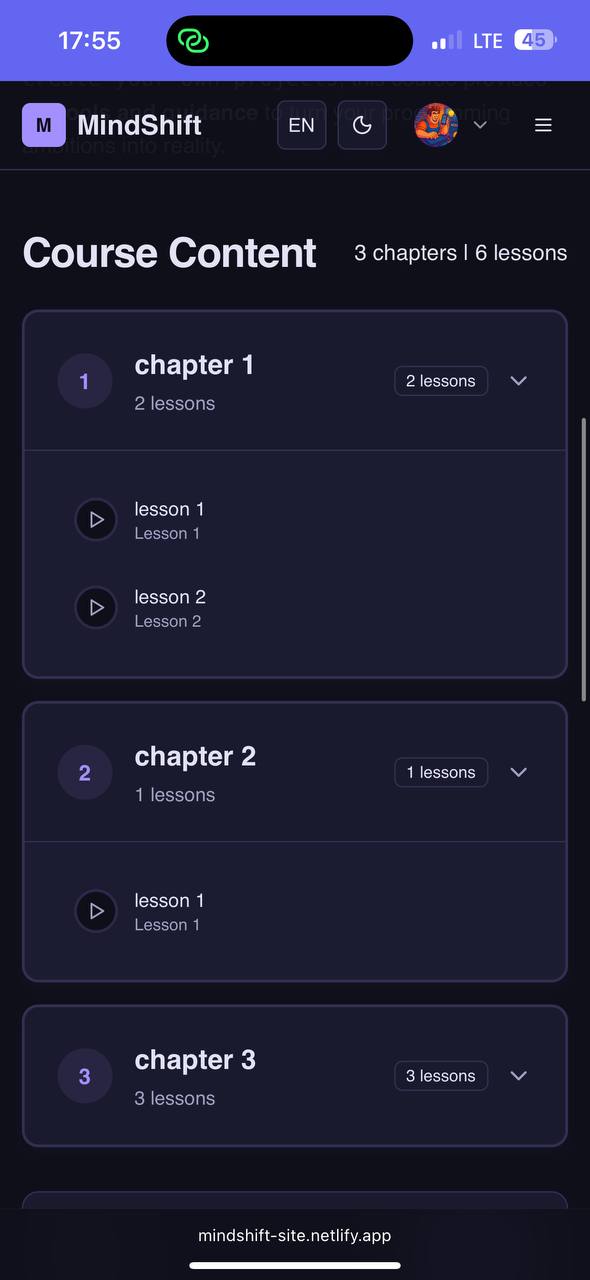 17:55
LTE
45
tools and guidance to turn your programming
ambitions into reality.
M
MindShift
EN
Course Content
3 chapters | 6 lessons
1
chapter 1
2 lessons
2 lessons
lesson 1
Lesson 1
lesson 2
Lesson 2
2
chapter 2
1 lessons
1 lessons
lesson 1
Lesson 1
3
chapter 3
3 lessons
3 lessons
mindshift-site.netlify.app